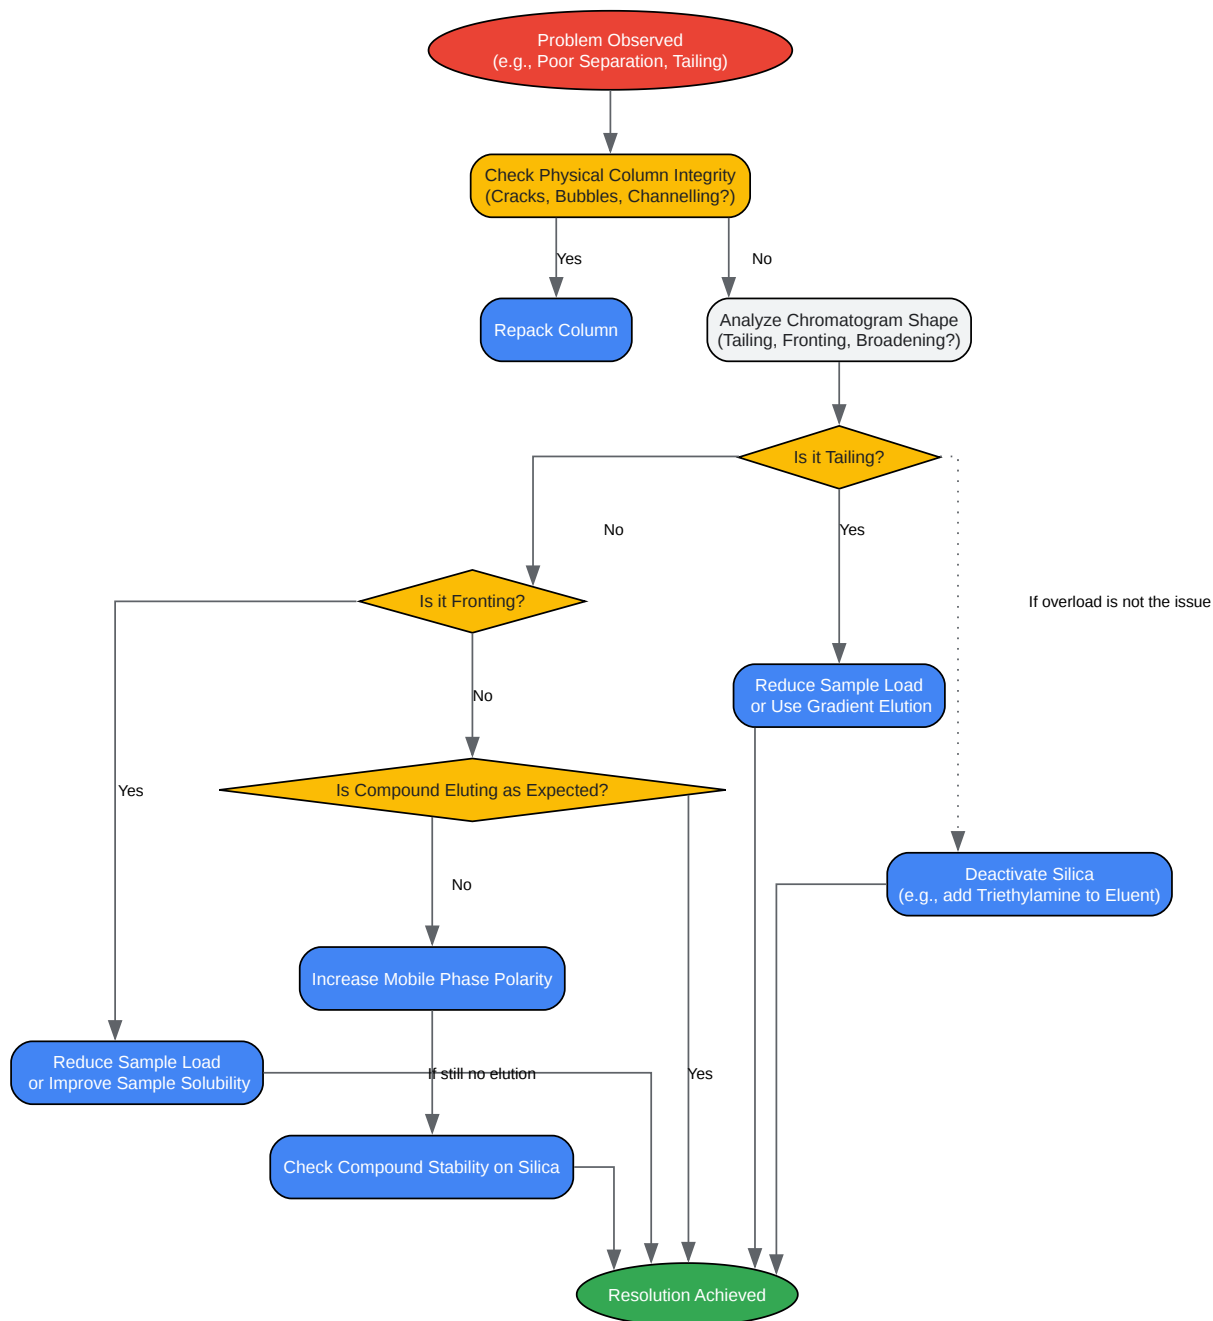 Problem Observed
(e.g., Poor Separation, Tailing)
Check Physical Column Integrity
(Cracks, Bubbles, Channelling?)
Yes
No
Repack Column
Analyze Chromatogram Shape
(Tailing, Fronting, Broadening?)
Is it Tailing?
No
Yes
Is it Fronting?
If overload is not the issue
Reduce Sample Load
or Use Gradient Elution
No
Yes
Is Compound Eluting as Expected?
Deactivate Silica
(e.g., add Triethylamine to Eluent)
No
Increase Mobile Phase Polarity
Reduce Sample Load
or Improve Sample Solubility
If still no elution
Yes
Check Compound Stability on Silica
Resolution Achieved